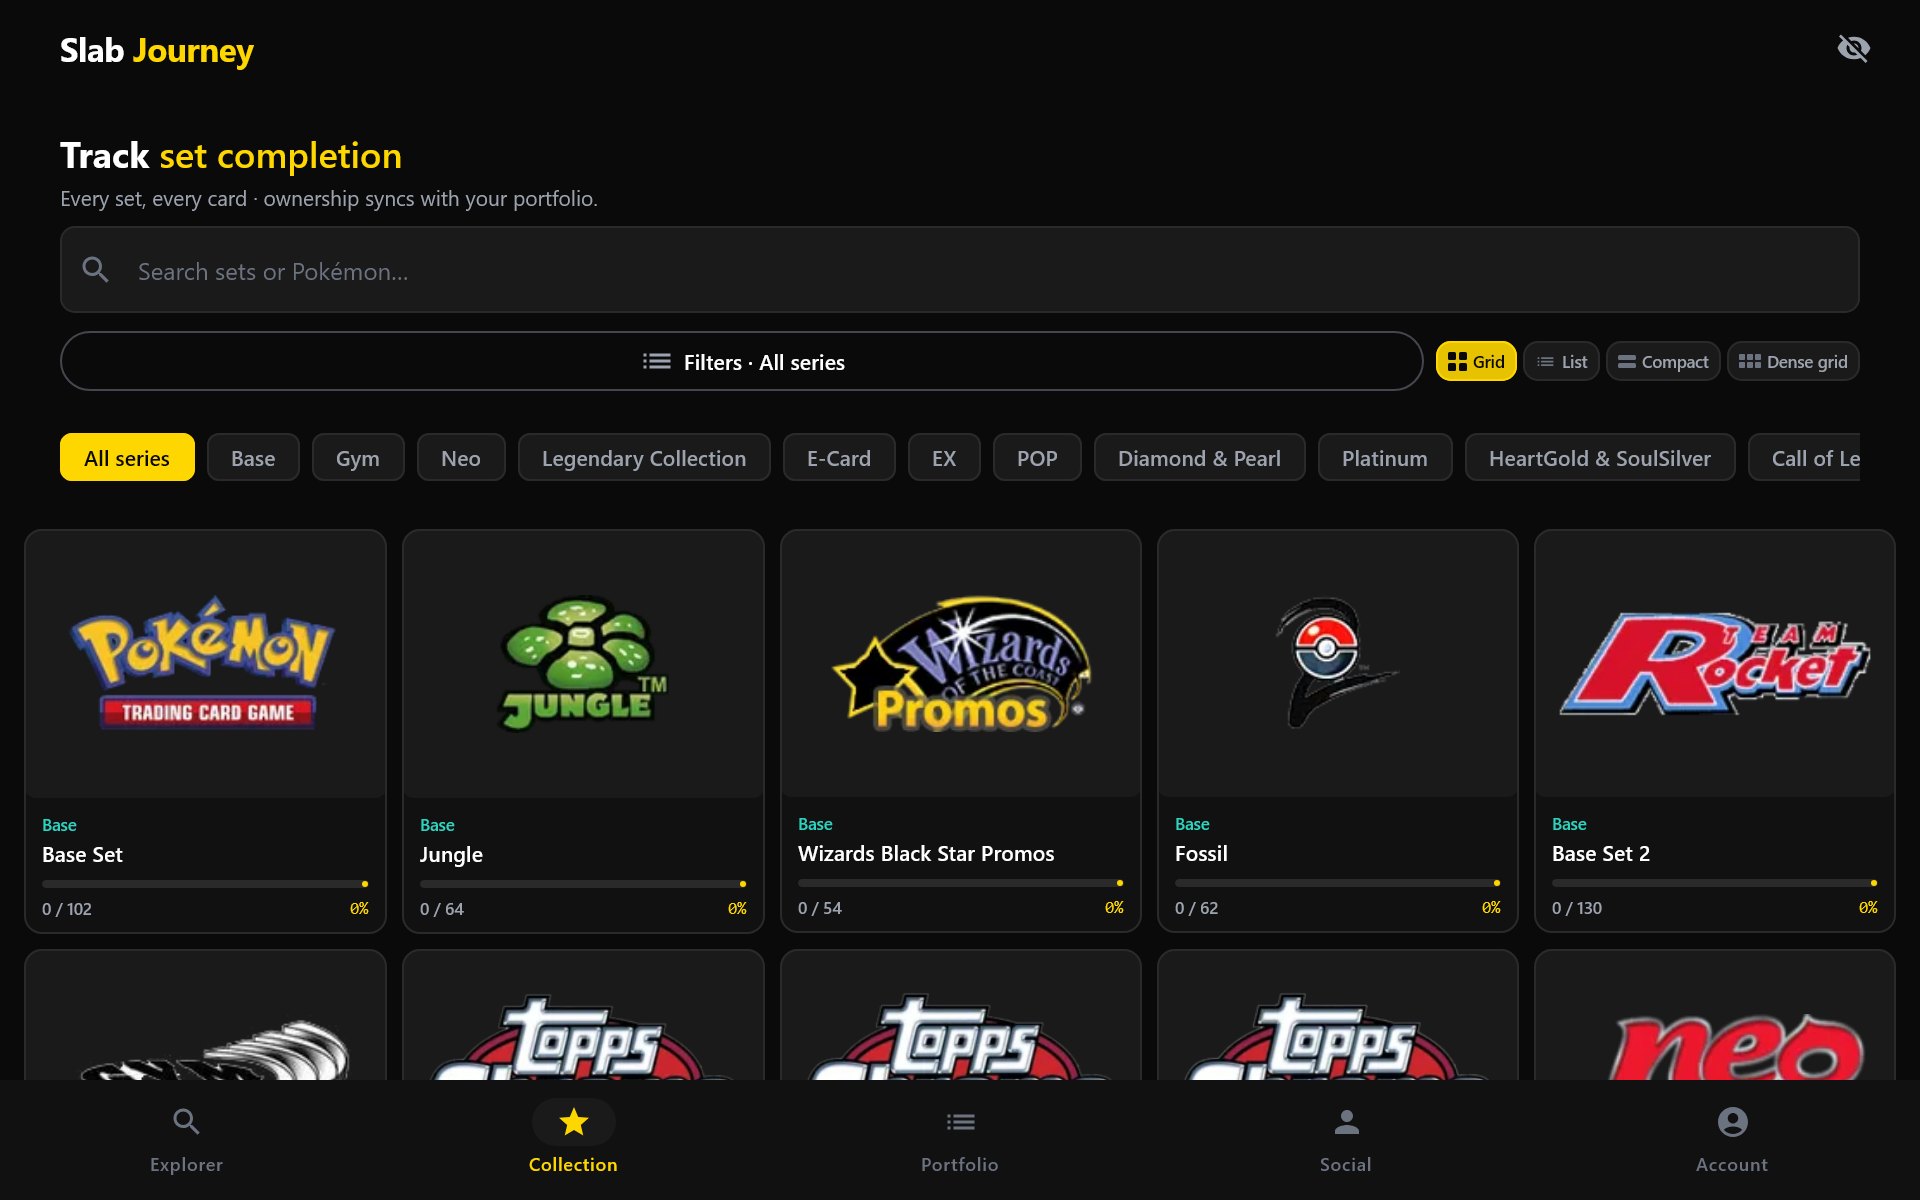 Slab Journey
Track set completion
Every set, every card · ownership syncs with your portfolio.
Search sets or Pokémon...
Filters · All series
Grid
List
Compact
Dense grid
All series
Base
Gym
Neo
Legendary Collection
E-Card
EX
POP
Diamond & Pearl
Platinum
HeartGold & SoulSilver
Call of Le
POKéMON
TRADING CARD GAME
JUNGLE™
Wizards
OF THE COAST
Promos
TEAM
Rocket
Base
Base Set
0 / 102
0%
Base
Jungle
0 / 64
0%
Base
Wizards Black Star Promos
0 / 54
0%
Base
Fossil
0 / 62
0%
Base
Base Set 2
0 / 130
0%
Topps
Topps
Topps
neo
Explorer
Collection
Portfolio
Social
Account